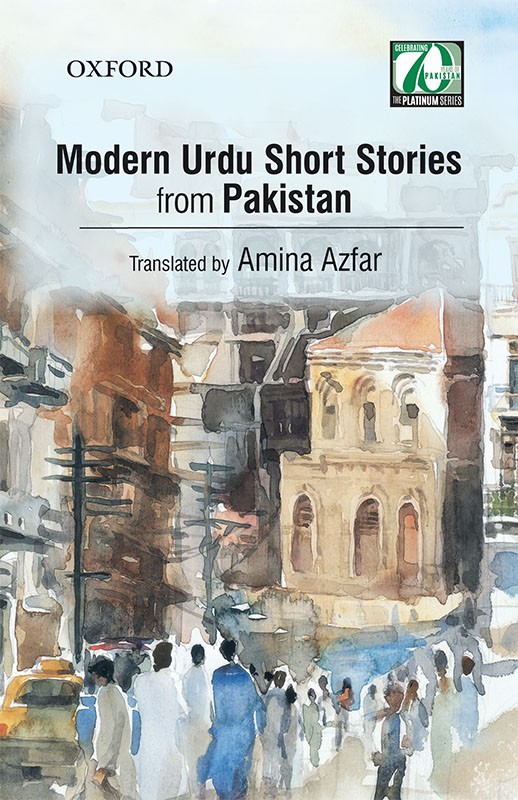 OXFORD
CELEBRATING
70
YEARS OF
PAKISTAN
THE PLATINUM SERIES
Modern Urdu Short Stories
from Pakistan
Translated by Amina Azfar